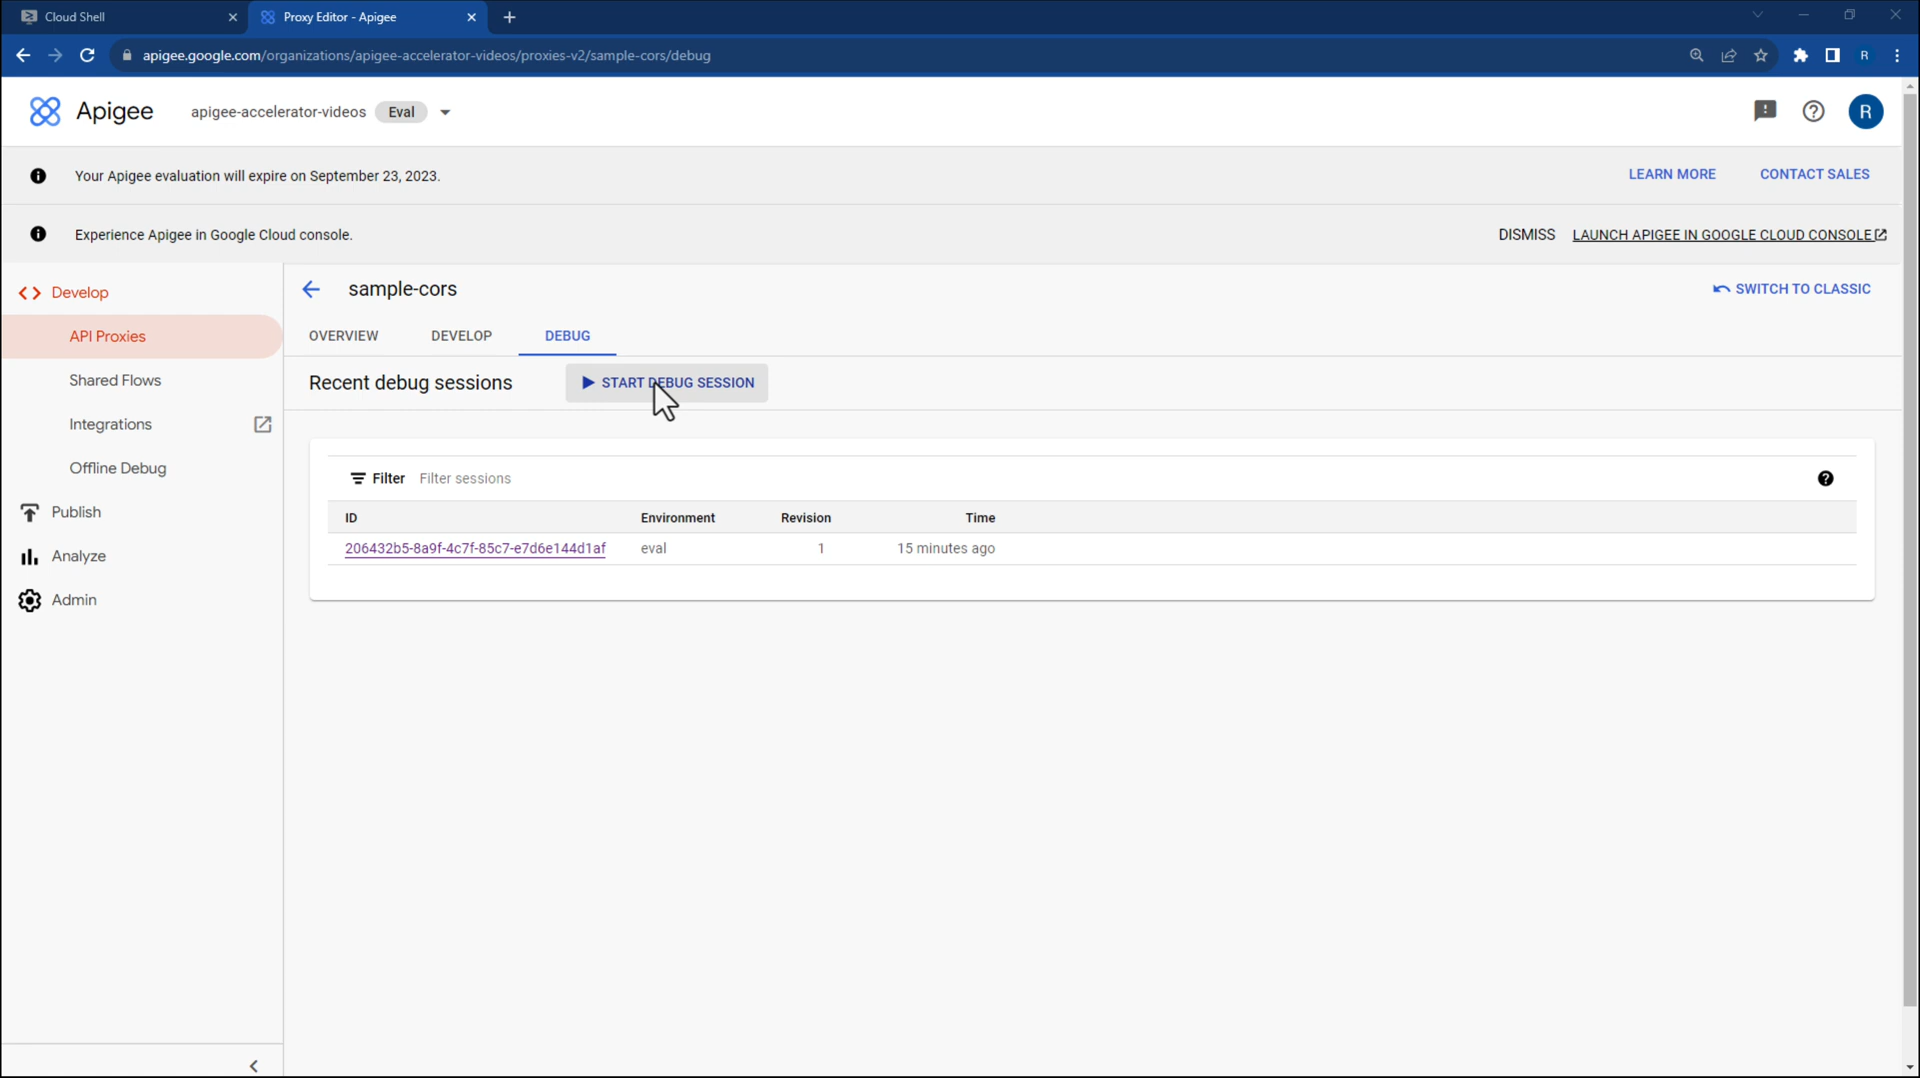 Cloud Shell
Proxy Editor - Apigee
apigee.google.com/organizations/apigee-accelerator-videos/proxies-v2/sample-cors/debug
R
Apigee
apigee-accelerator-videos
Eval
R
Your Apigee evaluation will expire on September 23, 2023.
LEARN MORE
CONTACT SALES
Experience Apigee in Google Cloud console.
DISMISS
LAUNCH APIGEE IN GOOGLE CLOUD CONSOLE
Develop
API Proxies
Shared Flows
Integrations
Offline Debug
Publish
Analyze
Admin
sample-cors
SWITCH TO CLASSIC
OVERVIEW
DEVELOP
DEBUG
Recent debug sessions
START DEBUG SESSION
Filter
Filter sessions
ID
Environment
Revision
Time
206432b5-8a9f-4c7f-85c7-e7d6e144d1af
eval
1
15 minutes ago